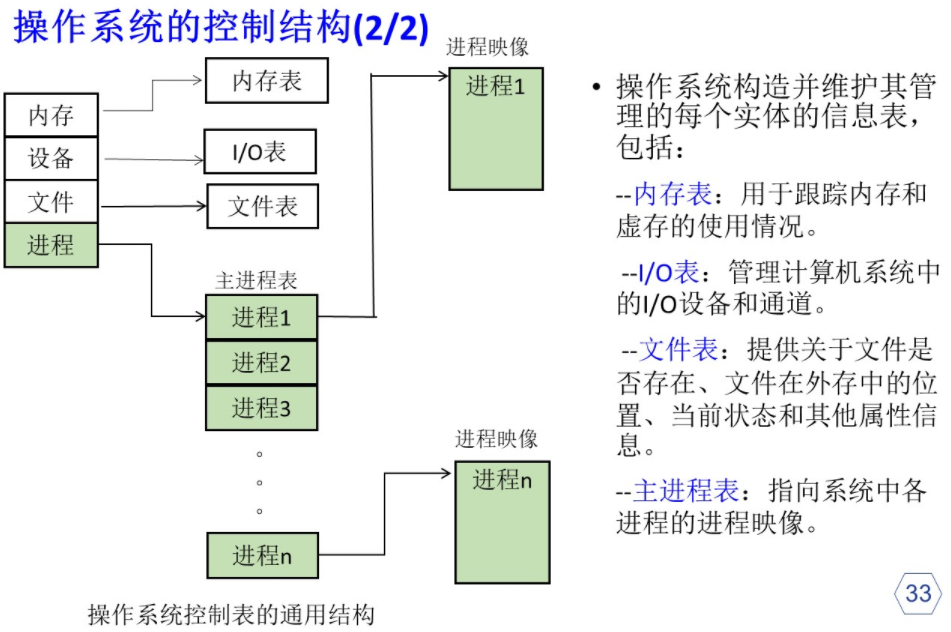 操作系统的控制结构(2/2)
进程映像
内存表
进程1
内存
设备
I/O表
文件
文件表
进程
主进程表
进程1
进程2
进程3
。
。
。
进程n
进程映像
进程n
操作系统控制表的通用结构
• 操作系统构造并维护其管
理的每个实体的信息表，
包括：
--内存表：用于跟踪内存和
虚存的使用情况。
--I/O表：管理计算机系统中
的I/O设备和通道。
--文件表：提供关于文件是
否存在、文件在外存中的位
置、当前状态和其他属性信
息。
--主进程表：指向系统中各
进程的进程映像。
33